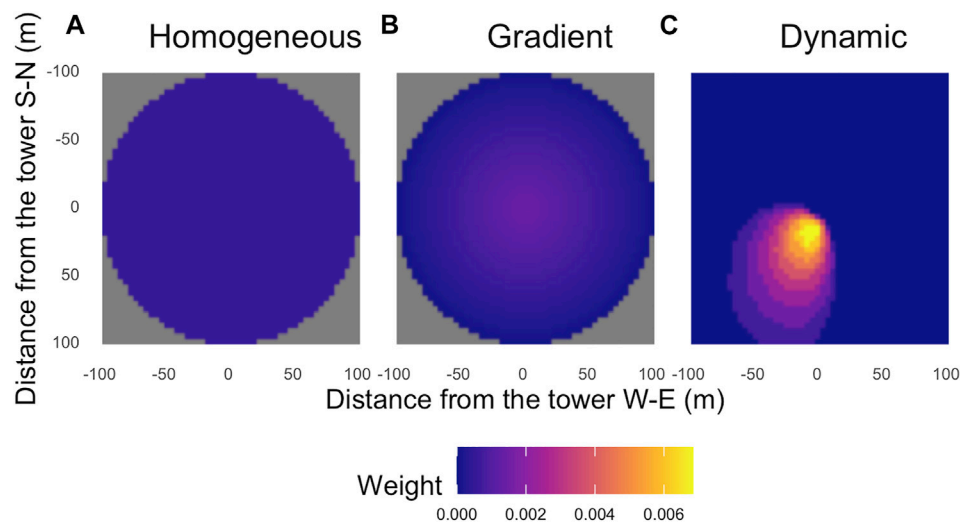 A Homogeneous B Gradient C Dynamic
Distance from the tower S-N (m)
-100
-50
0
50
100
-100 -50 0 50 100 -100 -50 0 50 100 -100 -50 0 50 100
Distance from the tower W-E (m)
Weight
0.000 0.002 0.004 0.006